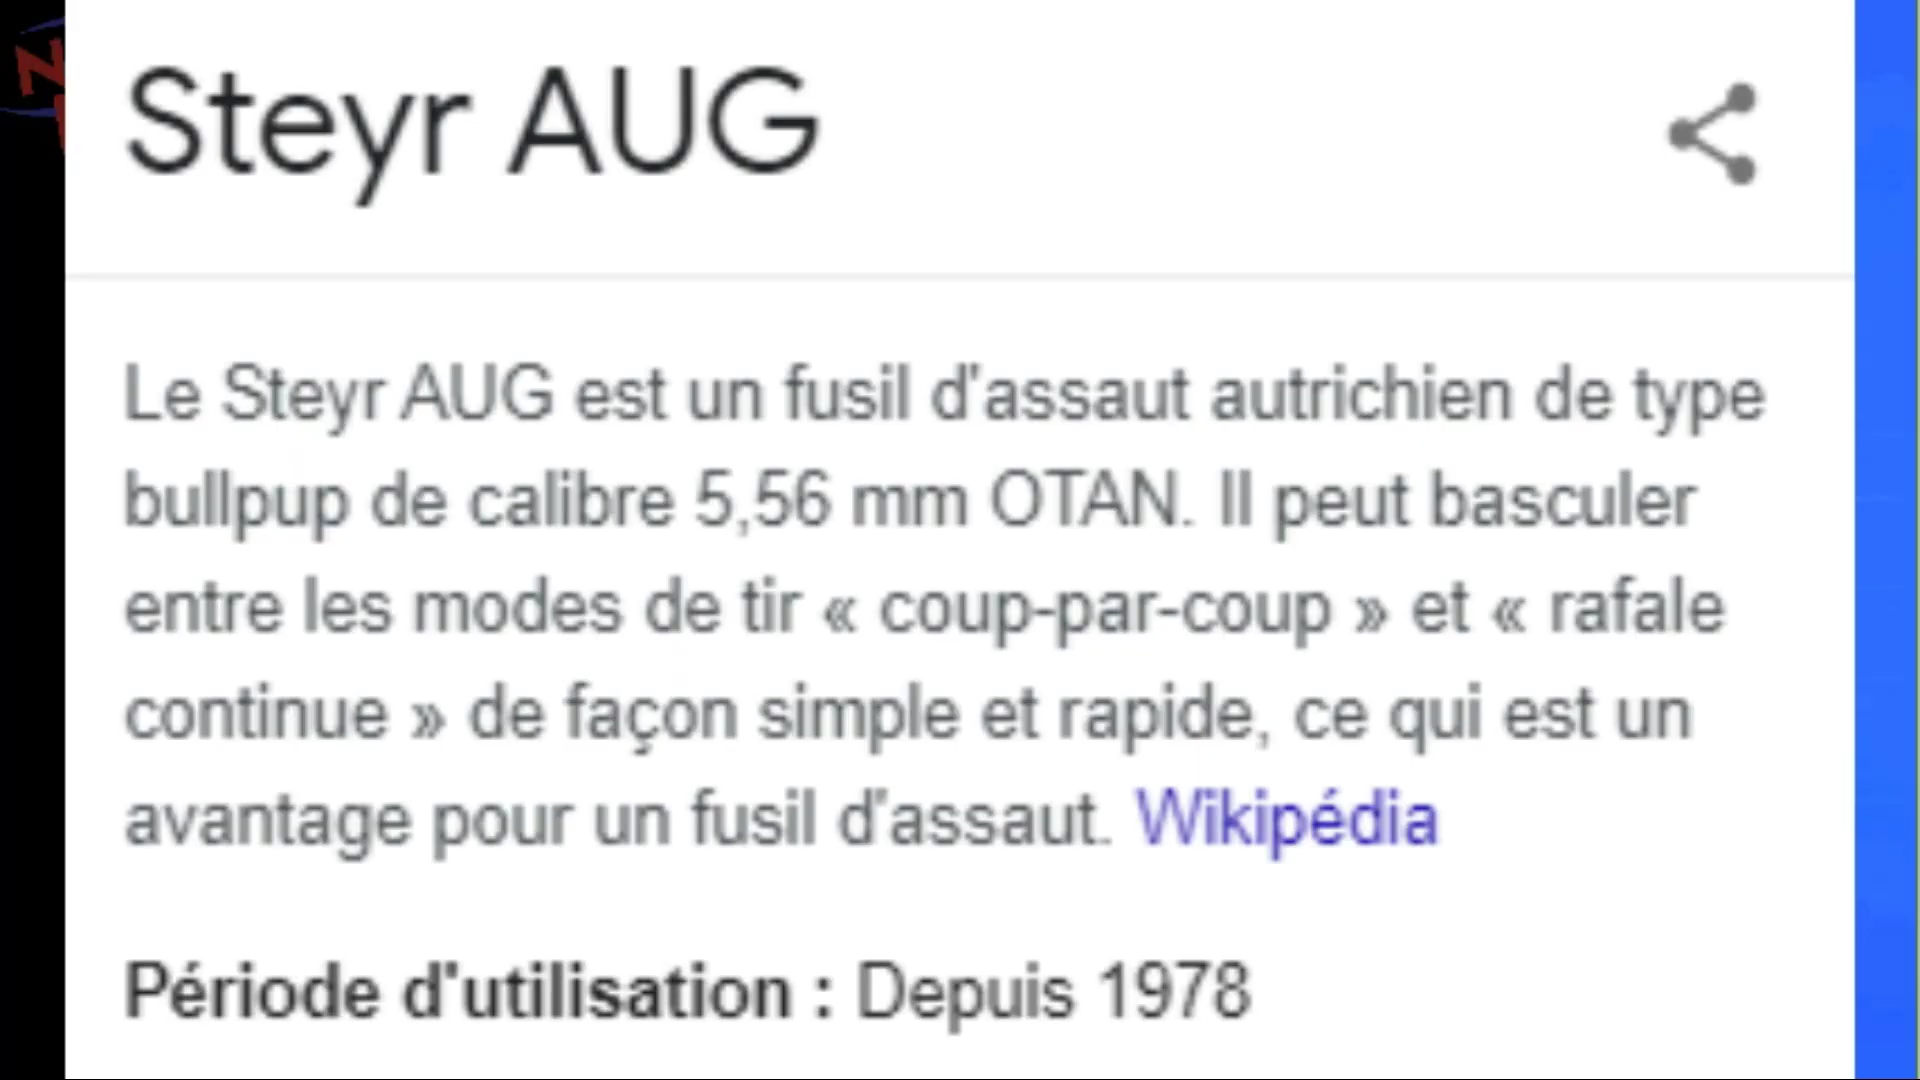 Steyr AUG
Le Steyr AUG est un fusil d'assaut autrichien de type
bullpup de calibre 5,56 mm OTAN. Il peut basculer
entre les modes de tir « coup-par-coup » et « rafale
continue » de façon simple et rapide, ce qui est un
avantage pour un fusil d'assaut. Wikipédia
Période d'utilisation : Depuis 1978